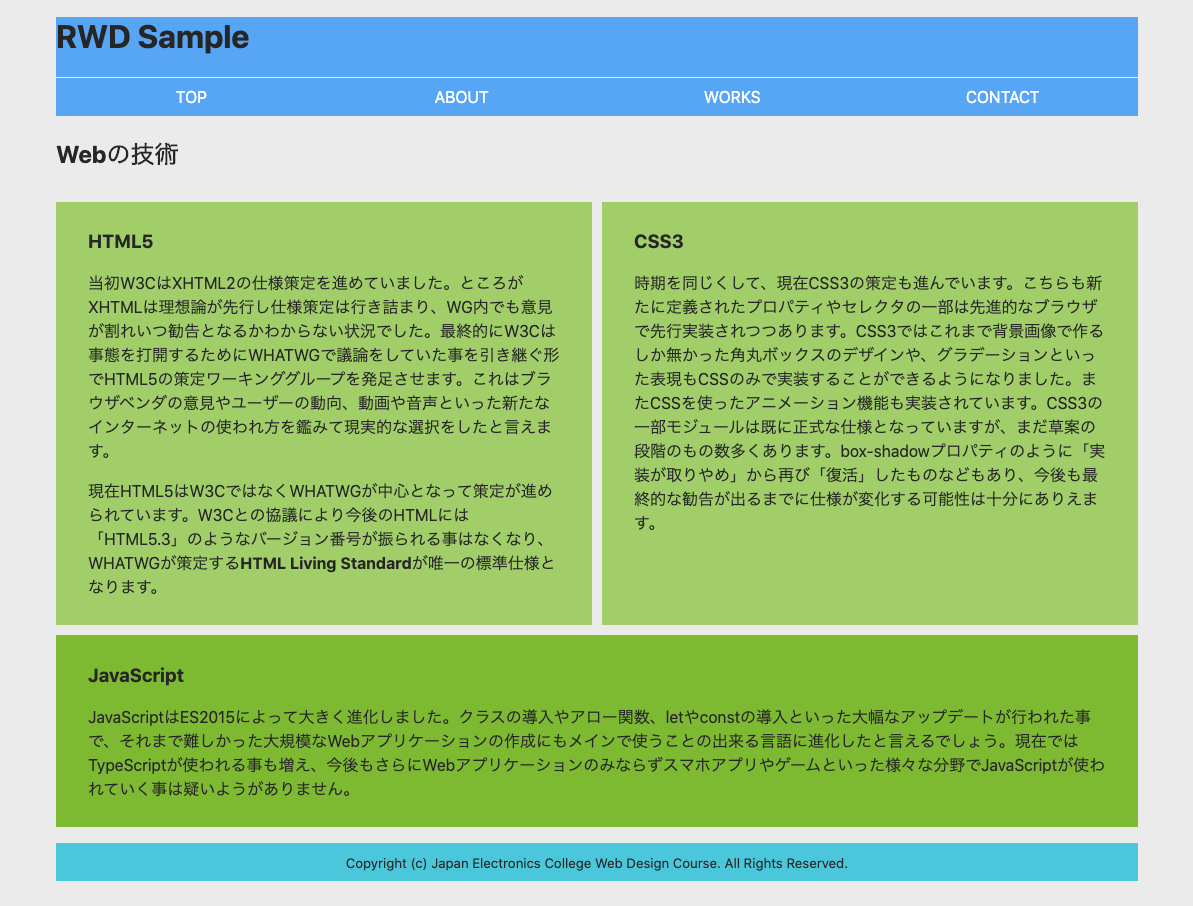 RWD Sample
TOP ABOUT WORKS CONTACT
Webの技術
HTML5
当初W3CはXHTML2の仕様策定を進めていました。ところが
XHTMLは理想論が先行し仕様策定は行き詰まり、WG内でも意見
が割れいつ勧告となるかわからない状況でした。最終的にW3Cは
事態を打開するためにWHATWGで議論をしていた事を引き継ぐ形
でHTML5の策定ワーキンググループを発足させます。これはブラ
ウザベンダの意見やユーザーの動向、動画や音声といった新たな
インターネットの使われ方を鑑みて現実的な選択をしたと言えま
す。
現在HTML5はW3CではなくWHATWGが中心となって策定が進め
られています。W3Cとの協議により今後のHTMLには
「HTML5.3」のようなバージョン番号が振られる事はなくなり、
WHATWGが策定するHTML Living Standardが唯一の標準仕様と
なります。
CSS3
時期を同じくして、現在CSS3の策定も進んでいます。こちらも新
たに定義されたプロパティやセレクタの一部は先進的なブラウザ
で先行実装されつつあります。CSS3ではこれまで背景画像で作る
しか無かった角丸ボックスのデザインや、グラデーションといっ
た表現もCSSのみで実装することができるようになりました。ま
たCSSを使ったアニメーション機能も実装されています。CSS3の
一部モジュールは既に正式な仕様となっていますが、まだ草案の
段階のもの数多くあります。box-shadowプロパティのように「実
装が取りやめ」から再び「復活」したものなどもあり、今後も最
終的な勧告が出るまでに仕様が変化する可能性は十分にありえま
す。
JavaScript
JavaScriptはES2015によって大きく進化しました。クラスの導入やアロー関数、letやconstの導入といった大幅なアップデートが行われた事
で、それまで難しかった大規模なWebアプリケーションの作成にもメインで使うことの出来る言語に進化したと言えるでしょう。現在では
TypeScriptが使われる事も増え、今後もさらにWebアプリケーションのみならずスマホアプリやゲームといった様々な分野でJavaScriptが使わ
れていく事は疑いようがありません。
Copyright (c) Japan Electronics College Web Design Course. All Rights Reserved.